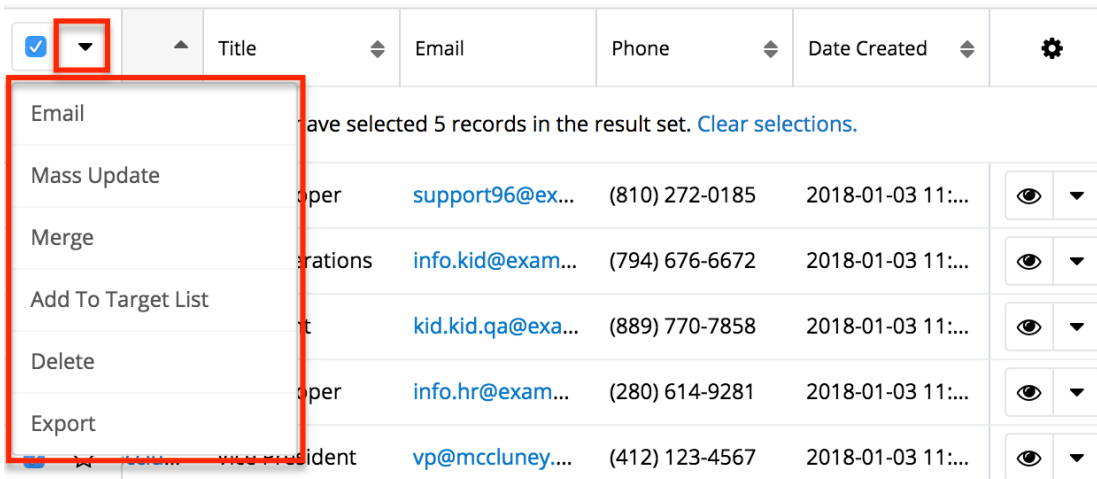 Title Email Phone Date Created
Email
have selected 5 records in the result set. Clear selections.
Mass Update
oper support96@ex... (810) 272-0185 2018-01-03 11:...
Merge
erations info.kid@exam... (794) 676-6672 2018-01-03 11:...
Add To Target List
t kid.kid.qa@exa... (889) 770-7858 2018-01-03 11:...
Delete
oper info.hr@exam... (280) 614-9281 2018-01-03 11:...
Export
Vice President vp@mccluney.... (412) 123-4567 2018-01-03 11:...